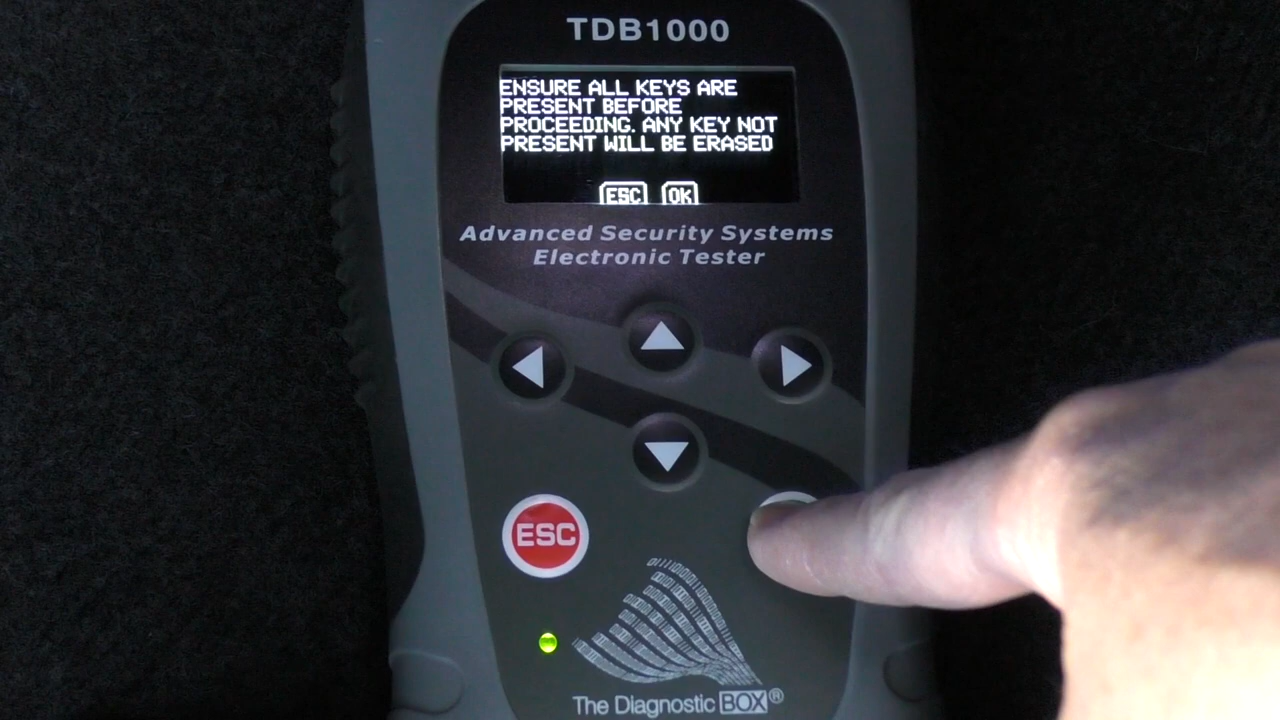 TDB1000
ENSURE ALL KEYS ARE
PRESENT BEFORE
PROCEEDING. ANY KEY NOT
PRESENT WILL BE ERASED
ESC OK
Advanced Security Systems
Electronic Tester
ESC
The Diagnostic BOX®